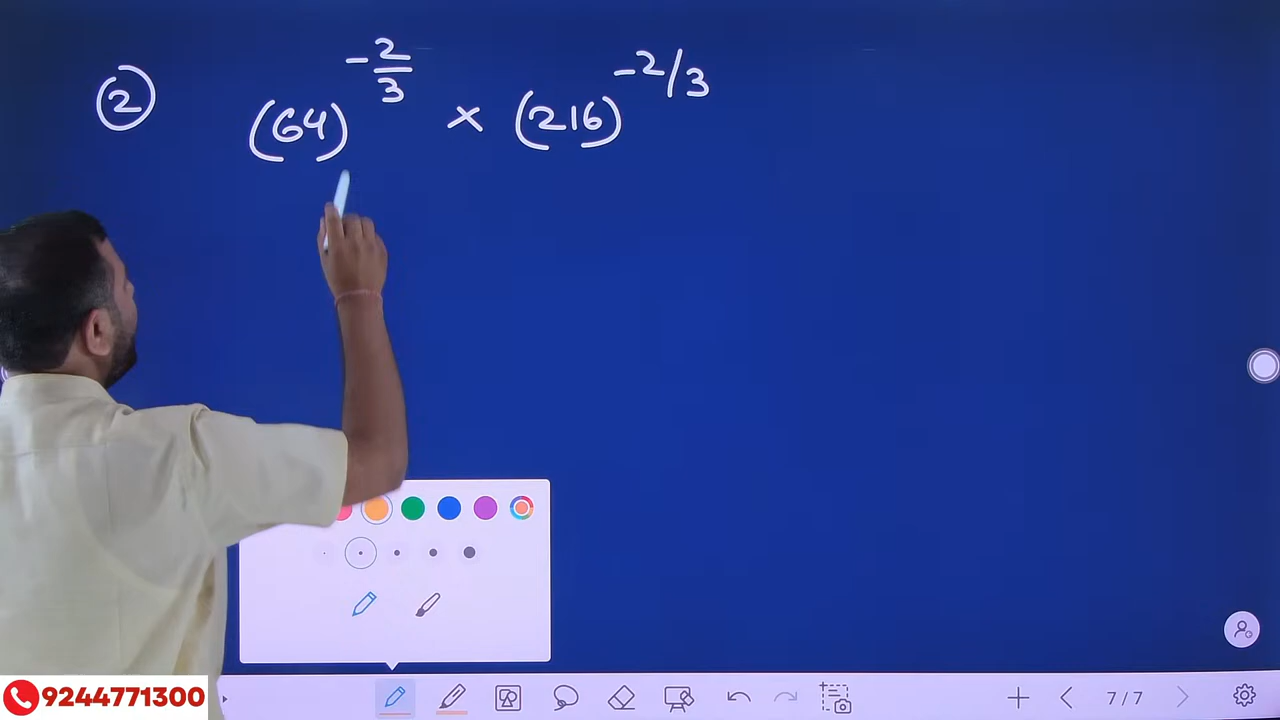 ② (64)^{-2/3} × (216)^{-2/3}
7/7
9244771300